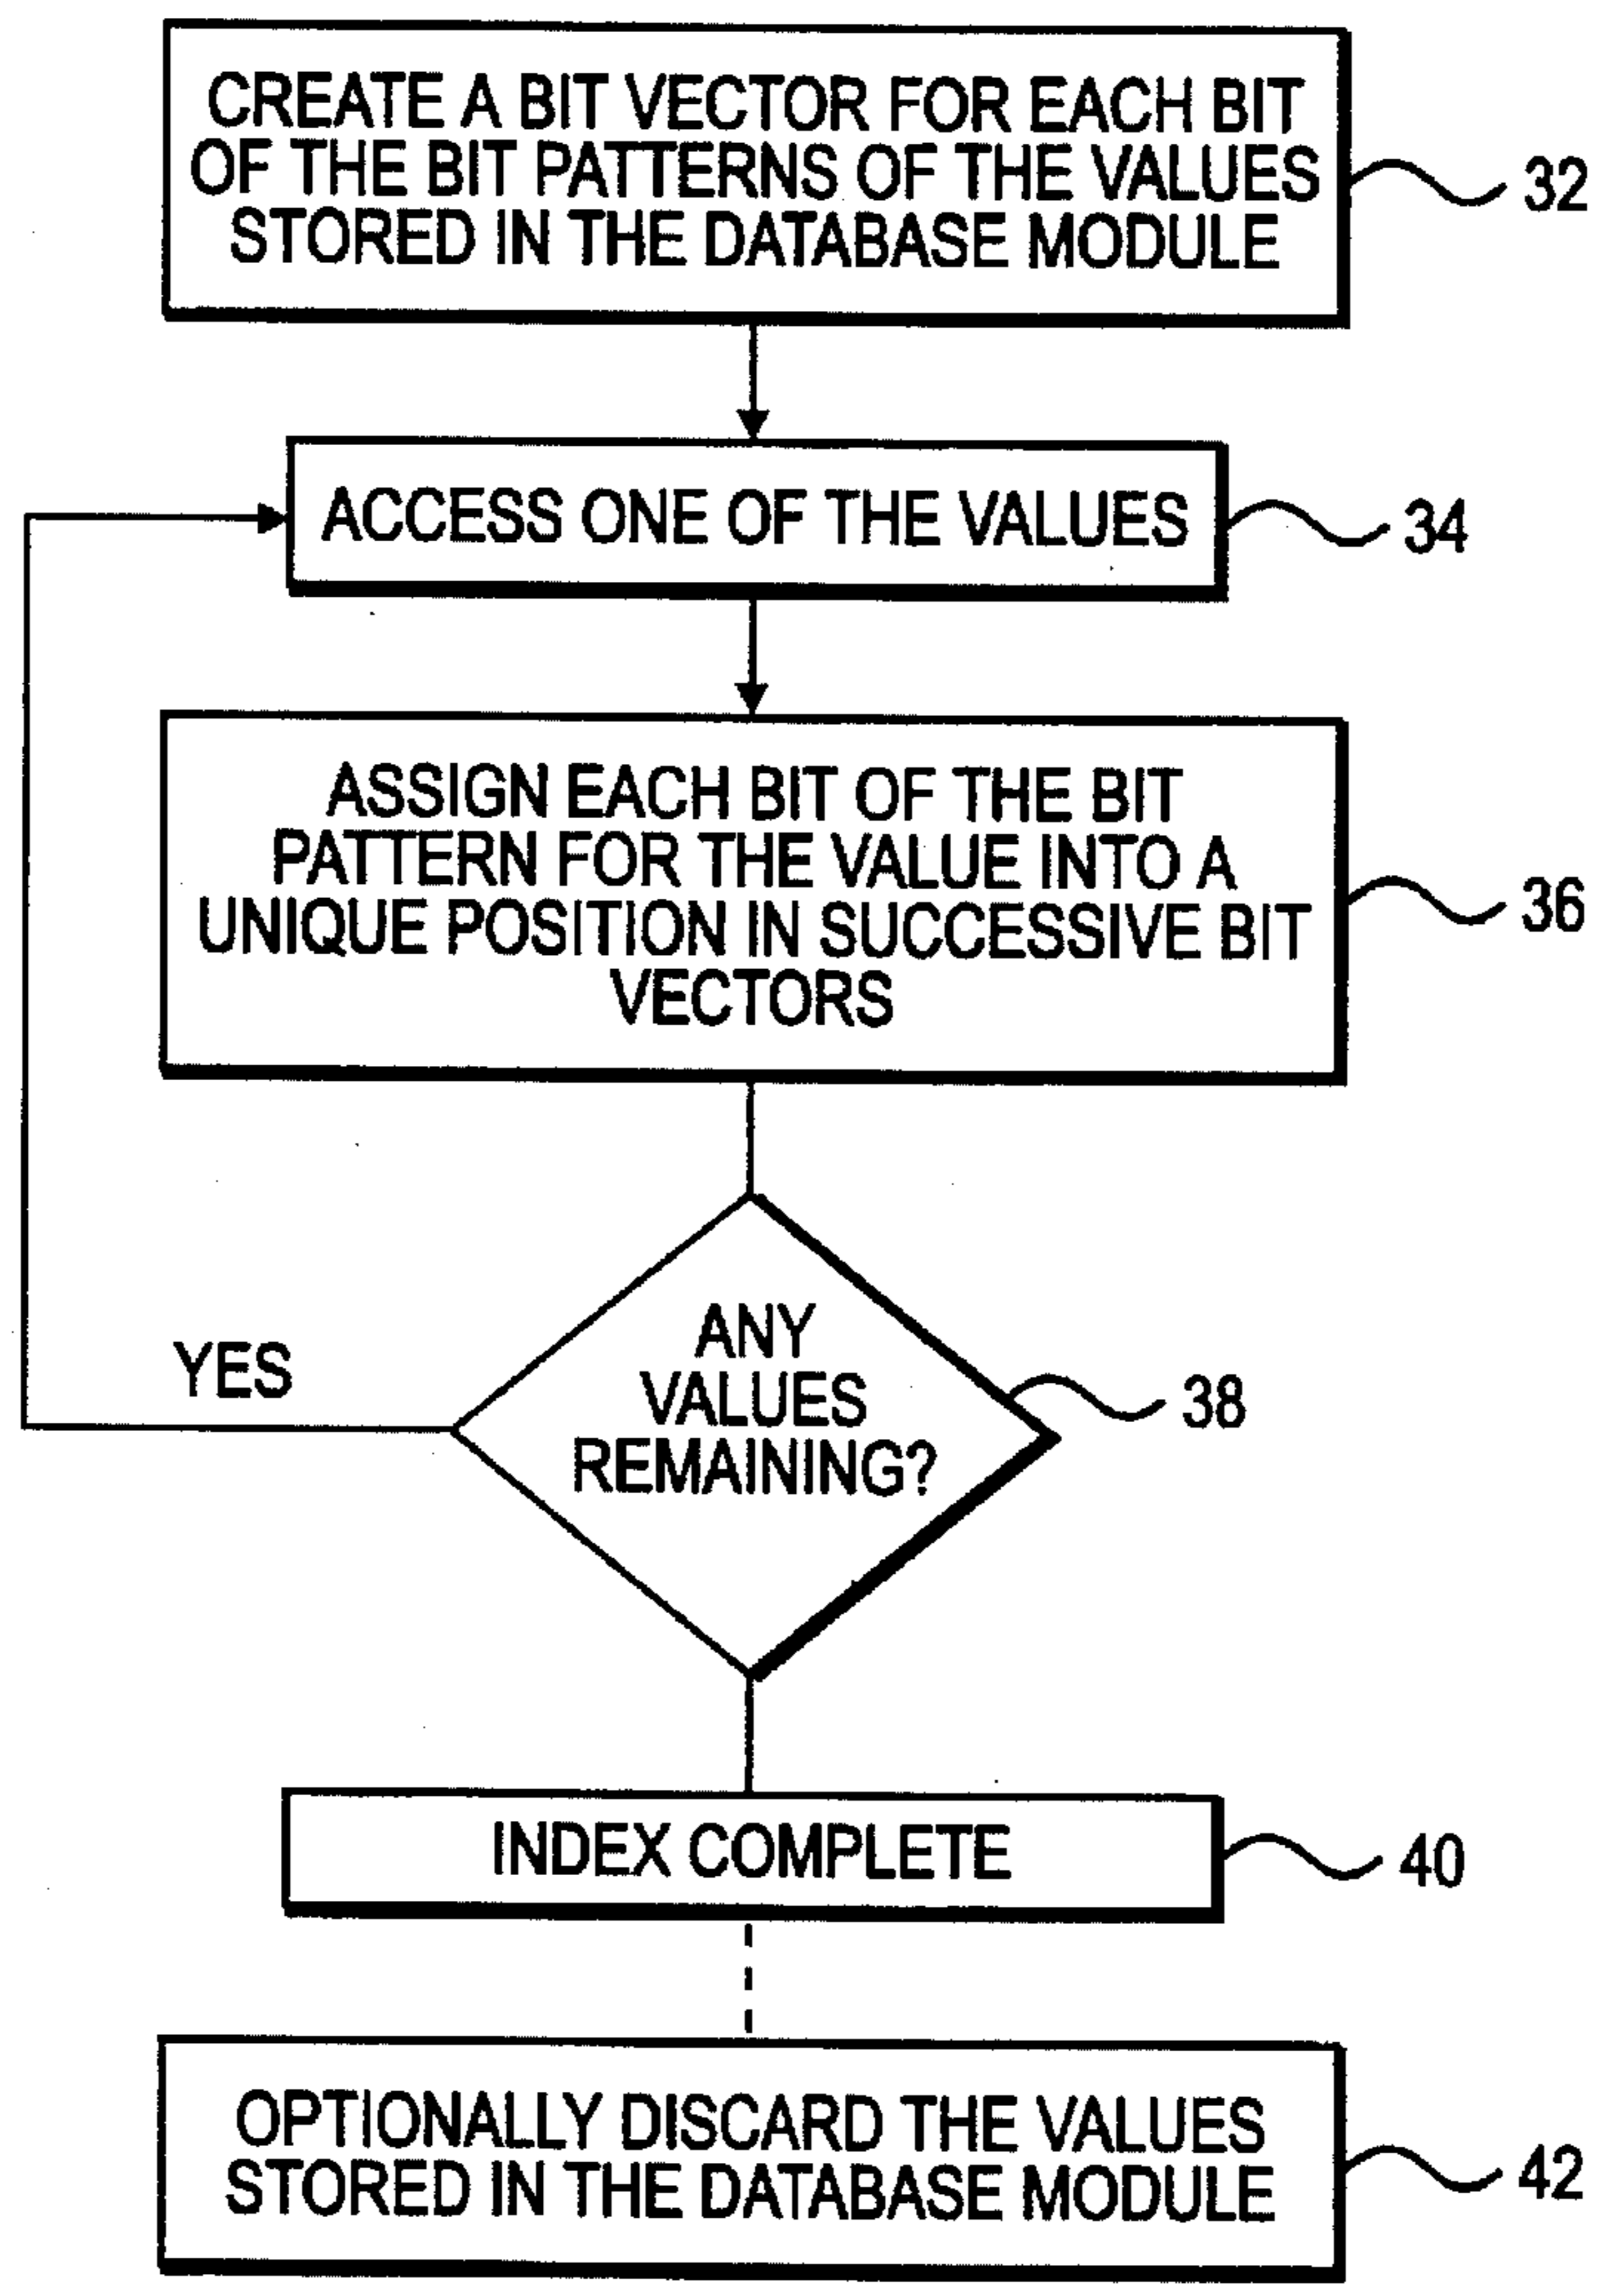 CREATE A BIT VECTOR FOR EACH BIT
OF THE BIT PATTERNS OF THE VALUES
STORED IN THE DATABASE MODULE
32
ACCESS ONE OF THE VALUES
34
ASSIGN EACH BIT OF THE BIT
PATTERN FOR THE VALUE INTO A
UNIQUE POSITION IN SUCCESSIVE BIT
VECTORS
36
ANY
VALUES
REMAINING?
YES
38
INDEX COMPLETE
40
OPTIONALLY DISCARD THE VALUES
STORED IN THE DATABASE MODULE
42